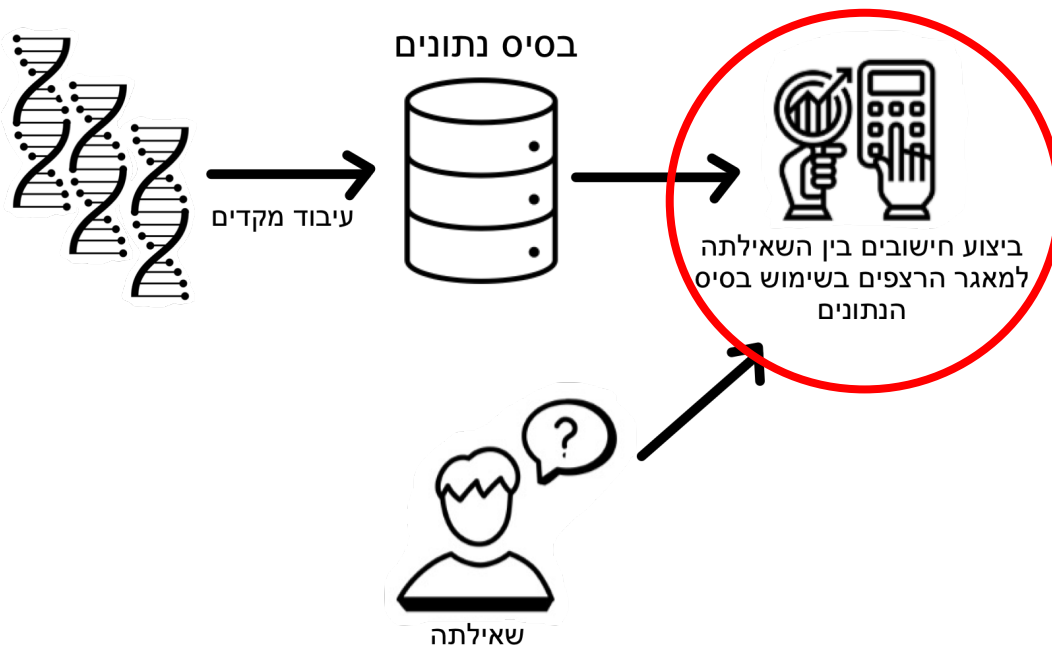 בסיס נתונים
עיבוד מקדים
ביצוע חישובים בין השאילתה
למאגר הרצפים בשימוש בסיס
הנתונים
?
שאילתה